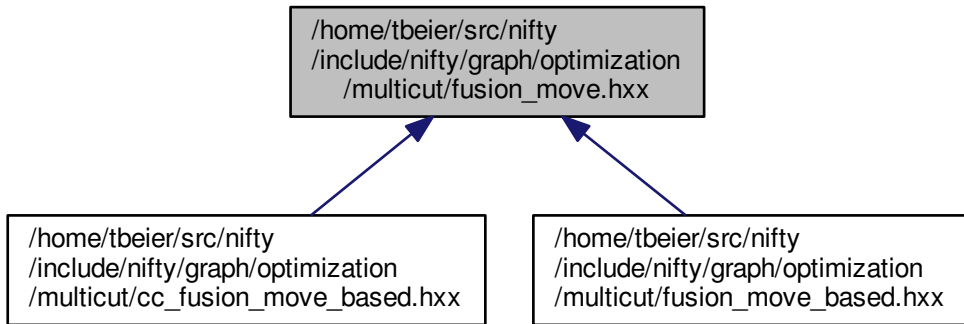 /home/tbeier/src/nifty
/include/nifty/graph/optimization
/multicut/fusion_move.hxx
/home/tbeier/src/nifty
/include/nifty/graph/optimization
/multicut/cc_fusion_move_based.hxx
/home/tbeier/src/nifty
/include/nifty/graph/optimization
/multicut/fusion_move_based.hxx